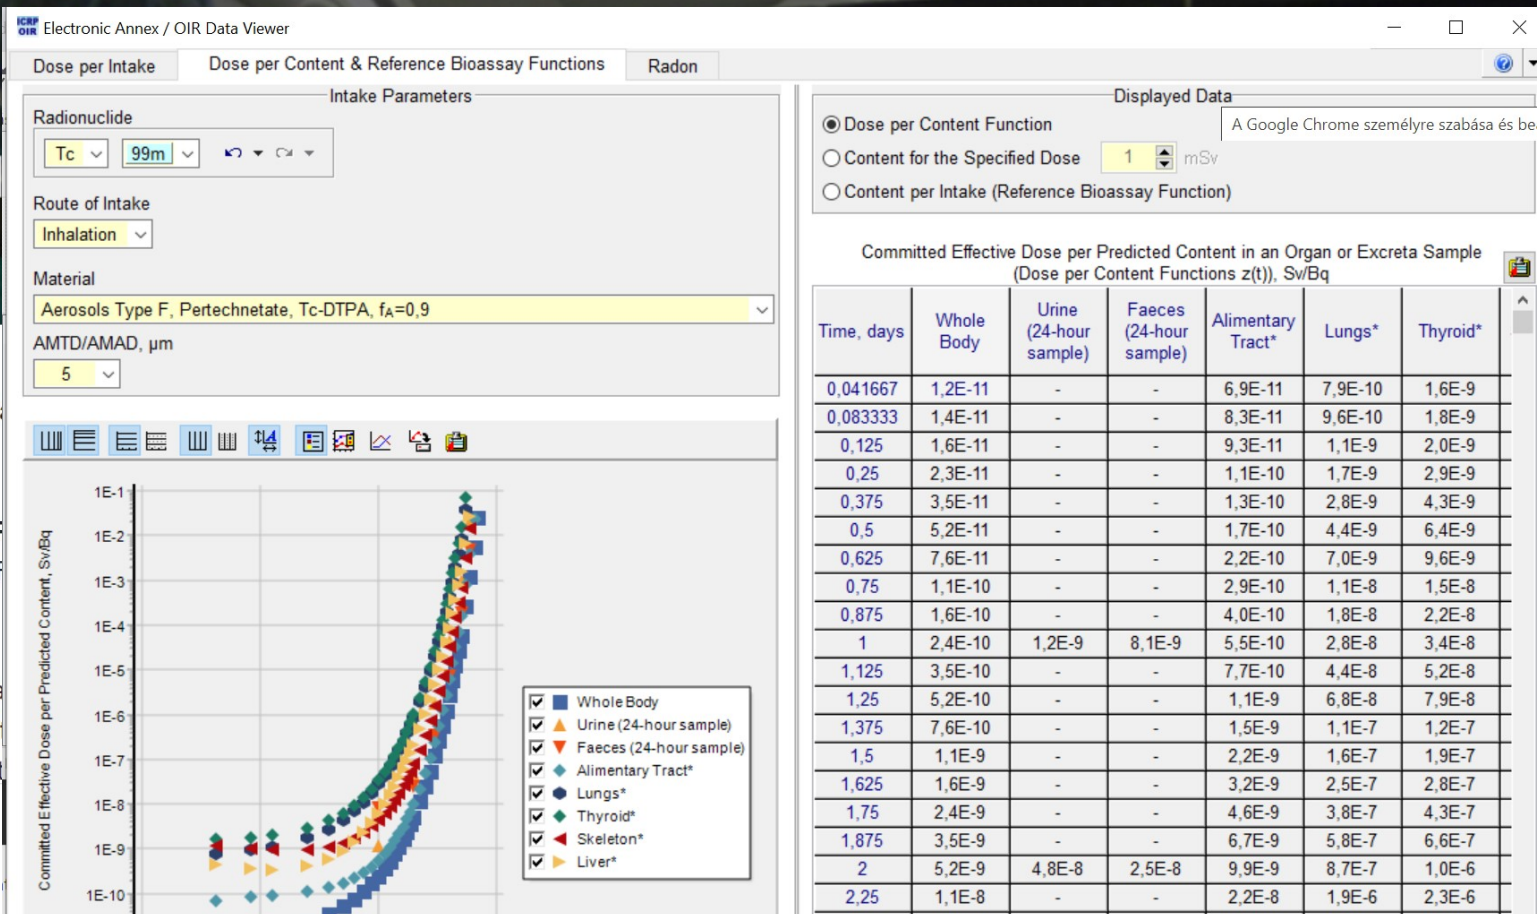 ICRP
OIR Electronic Annex / OIR Data Viewer
Dose per Intake Dose per Content & Reference Bioassay Functions Radon
Intake Parameters
Radionuclide
Tc 99m
Route of Intake
Inhalation
Material
Aerosols Type F, Pertechnetate, Tc-DTPA, fA=0,9
AMTD/AMAD, µm
5
1E-1
1E-2
1E-3
1E-4
1E-5
1E-6
1E-7
1E-8
1E-9
1E-10
Committed Effective Dose per Predicted Content, Sv/Bq
Whole Body
Urine (24-hour sample)
Faeces (24-hour sample)
Alimentary Tract*
Lungs*
Thyroid*
Skeleton*
Liver*
Displayed Data
A Google Chrome személyre szabása és be
Dose per Content Function
Content for the Specified Dose 1 mSv
Content per Intake (Reference Bioassay Function)
Committed Effective Dose per Predicted Content in an Organ or Excreta Sample
(Dose per Content Functions z(t)), Sv/Bq
Time, days Whole Body Urine (24-hour sample) Faeces (24-hour sample) Alimentary Tract* Lungs* Thyroid*
0,041667 1,2E-11 - - 6,9E-11 7,9E-10 1,6E-9
0,083333 1,4E-11 - - 8,3E-11 9,6E-10 1,8E-9
0,125 1,6E-11 - - 9,3E-11 1,1E-9 2,0E-9
0,25 2,3E-11 - - 1,1E-10 1,7E-9 2,9E-9
0,375 3,5E-11 - - 1,3E-10 2,8E-9 4,3E-9
0,5 5,2E-11 - - 1,7E-10 4,4E-9 6,4E-9
0,625 7,6E-11 - - 2,2E-10 7,0E-9 9,6E-9
0,75 1,1E-10 - - 2,9E-10 1,1E-8 1,5E-8
0,875 1,6E-10 - - 4,0E-10 1,8E-8 2,2E-8
1 2,4E-10 1,2E-9 8,1E-9 5,5E-10 2,8E-8 3,4E-8
1,125 3,5E-10 - - 7,7E-10 4,4E-8 5,2E-8
1,25 5,2E-10 - - 1,1E-9 6,8E-8 7,9E-8
1,375 7,6E-10 - - 1,5E-9 1,1E-7 1,2E-7
1,5 1,1E-9 - - 2,2E-9 1,6E-7 1,9E-7
1,625 1,6E-9 - - 3,2E-9 2,5E-7 2,8E-7
1,75 2,4E-9 - - 4,6E-9 3,8E-7 4,3E-7
1,875 3,5E-9 - - 6,7E-9 5,8E-7 6,6E-7
2 5,2E-9 4,8E-8 2,5E-8 9,9E-9 8,7E-7 1,0E-6
2,25 1,1E-8 - - 2,2E-8 1,9E-6 2,3E-6